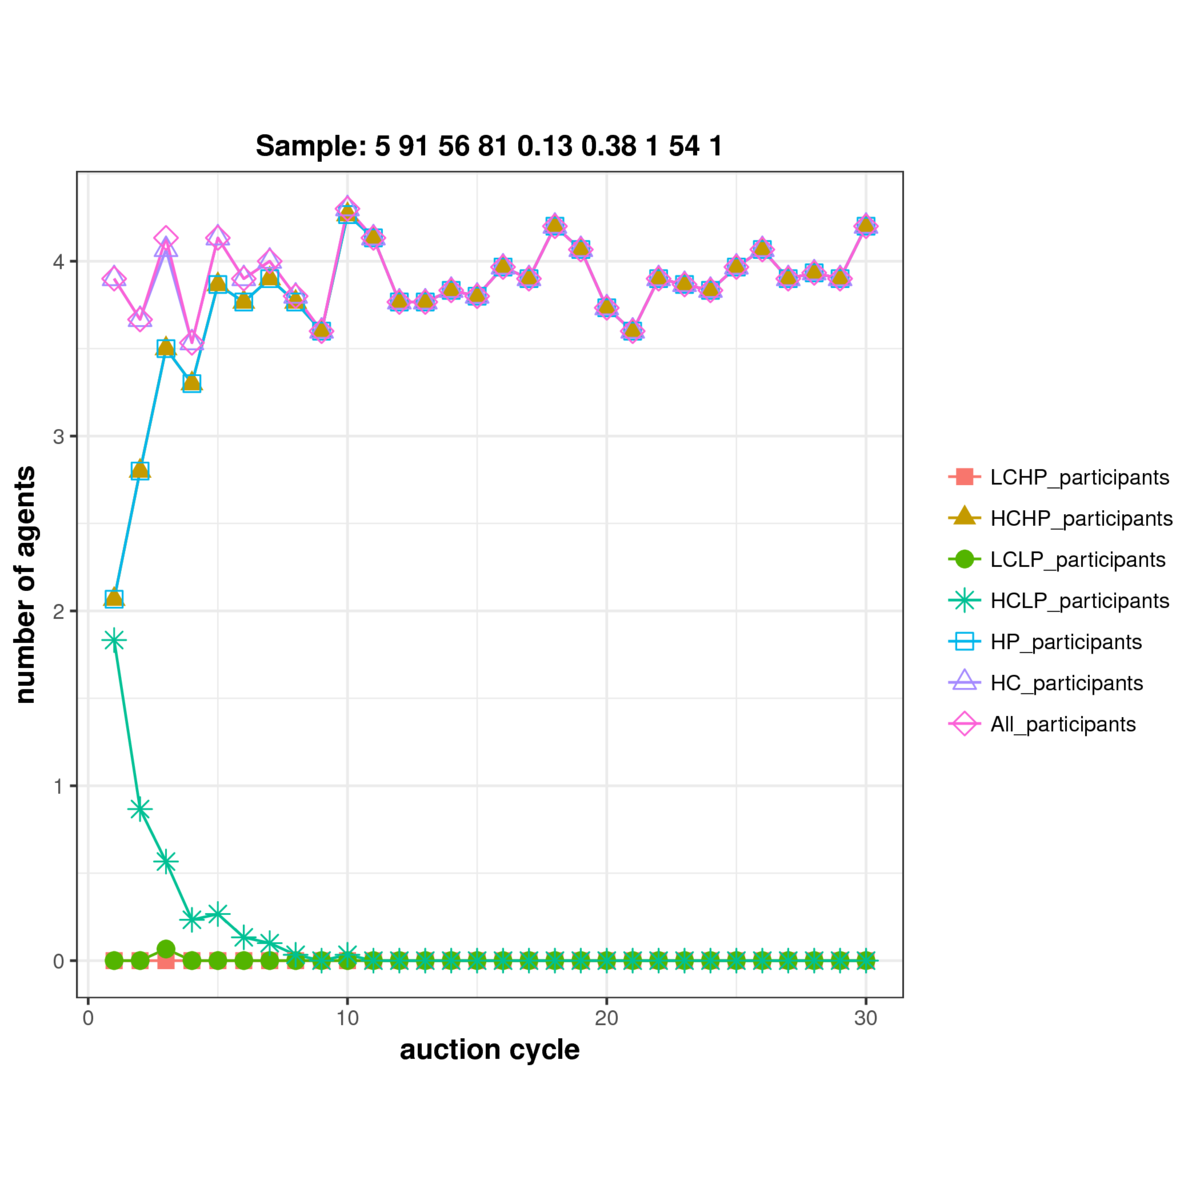 Sample: 5 91 56 81 0.13 0.38 1 54 1
number of agents
4
3
2
1
0
0 10 20 30
auction cycle
LCHP_participants
HCHP_participants
LCLP_participants
HCLP_participants
HP_participants
HC_participants
All_participants